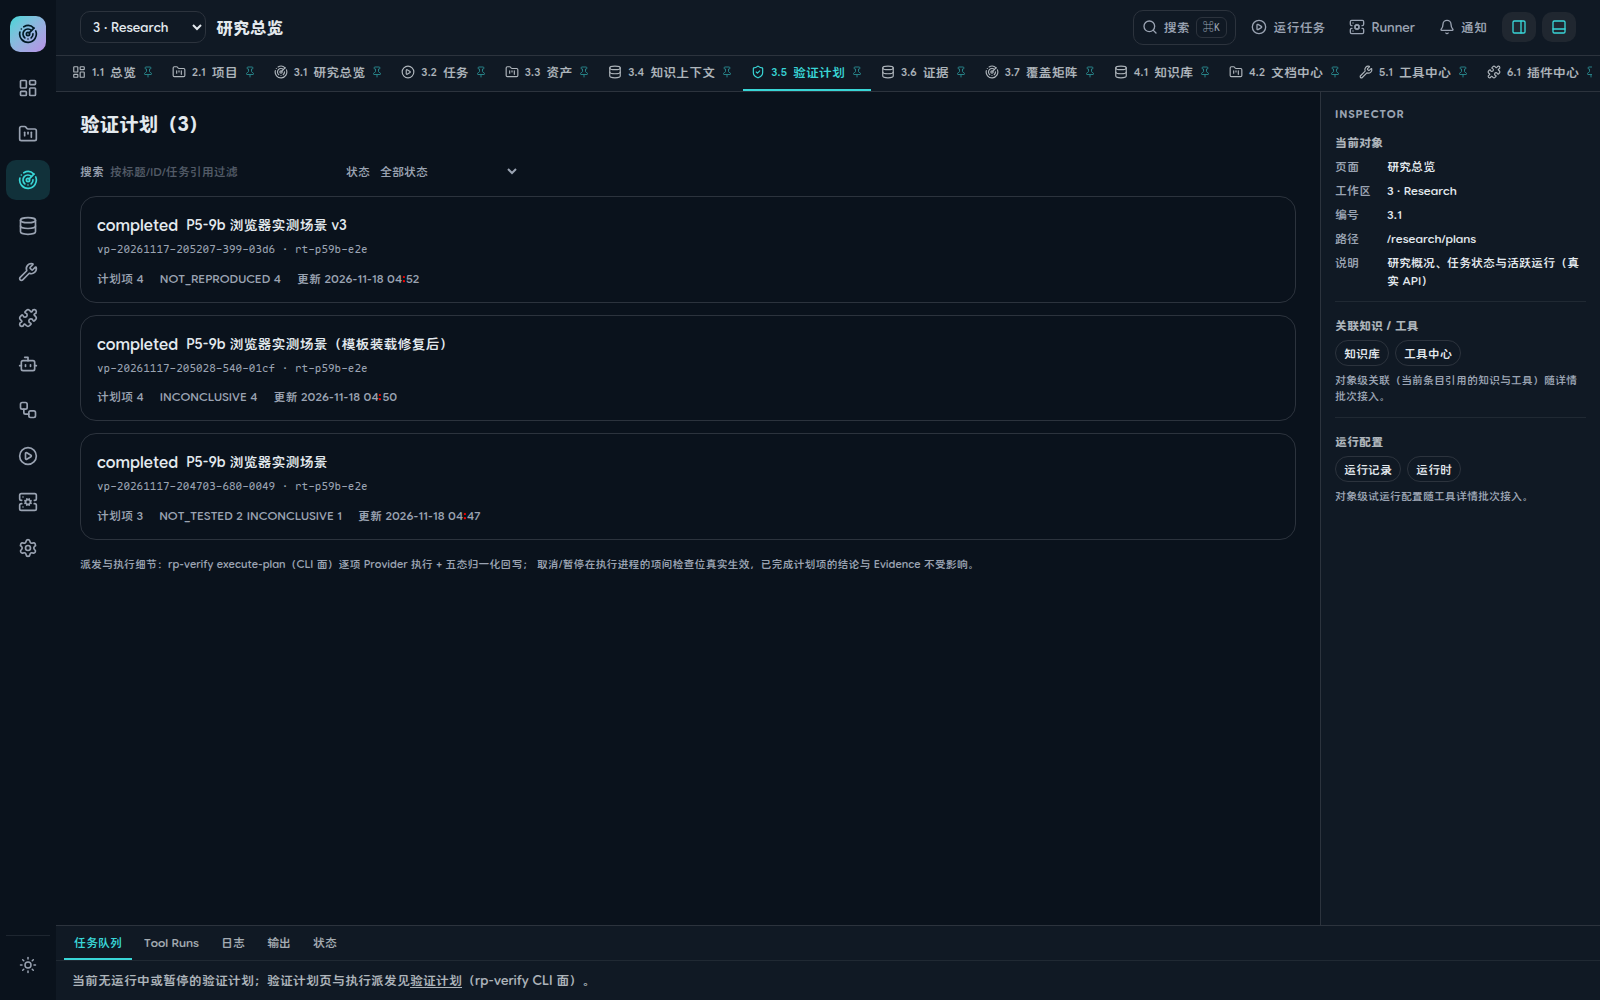 3 · Research 研究总览 搜索 ⌘K 运行任务 Runner 通知
1.1 总览 2.1 项目 3.1 研究总览 3.2 任务 3.3 资产 3.4 知识上下文 3.5 验证计划 3.6 证据 3.7 覆盖矩阵 4.1 知识库 4.2 文档中心 5.1 工具中心 6.1 插件中心
验证计划（3）
搜索 按标题/ID/任务引用过滤 状态 全部状态
completed P5-9b 浏览器实测场景 v3
vp-20261117-205207-399-03d6 · rt-p59b-e2e
计划项 4 NOT_REPRODUCED 4 更新 2026-11-18 04:52
completed P5-9b 浏览器实测场景（模板装载修复后）
vp-20261117-205028-540-01cf · rt-p59b-e2e
计划项 4 INCONCLUSIVE 4 更新 2026-11-18 04:50
completed P5-9b 浏览器实测场景
vp-20261117-204703-680-0049 · rt-p59b-e2e
计划项 3 NOT_TESTED 2 INCONCLUSIVE 1 更新 2026-11-18 04:47
派发与执行细节：rp-verify execute-plan（CLI 面）逐项 Provider 执行 + 五态归一化回写； 取消/暂停在执行进程的项间检查位真实生效，已完成计划项的结论与 Evidence 不受影响。
INSPECTOR
当前对象
页面 研究总览
工作区 3 · Research
编号 3.1
路径 /research/plans
说明 研究概况、任务状态与活跃运行（真
实 API）
关联知识 / 工具
知识库 工具中心
对象级关联（当前条目引用的知识与工具）随详情
批次接入。
运行配置
运行记录 运行时
对象级试运行配置随工具详情批次接入。
任务队列 Tool Runs 日志 输出 状态
当前无运行中或暂停的验证计划；验证计划页与执行派发见验证计划（rp-verify CLI 面）。